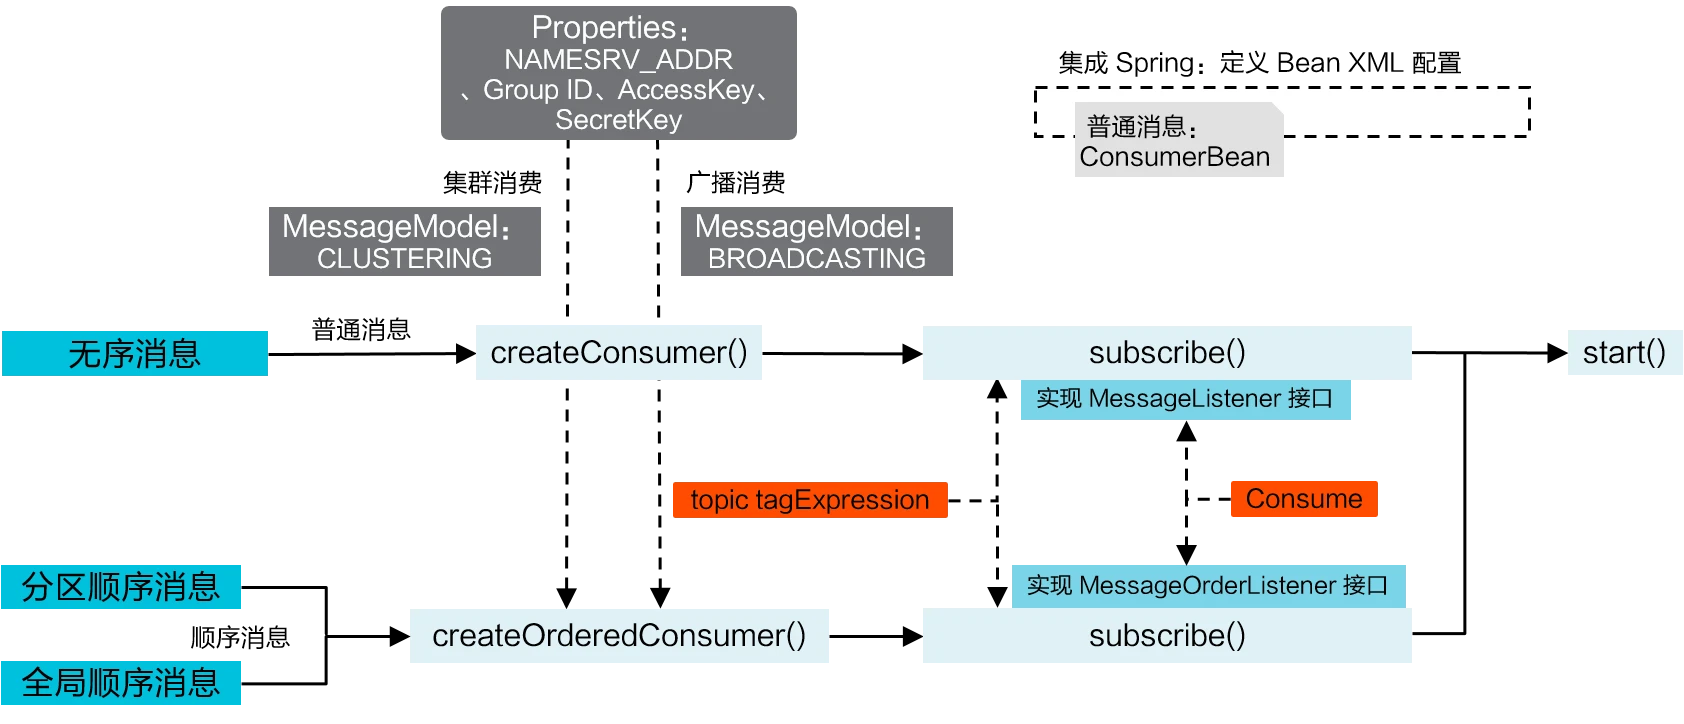 Properties：
NAMESRV_ADDR
、Group ID、AccessKey、
SecretKey
集成 Spring：定义 Bean XML 配置
普通消息：
ConsumerBean
集群消费
广播消费
MessageModel：
CLUSTERING
MessageModel：
BROADCASTING
无序消息
普通消息
createConsumer()
subscribe()
start()
实现 MessageListener 接口
topic tagExpression
Consume
分区顺序消息
顺序消息
全局顺序消息
createOrderedConsumer()
实现 MessageOrderListener 接口
subscribe()